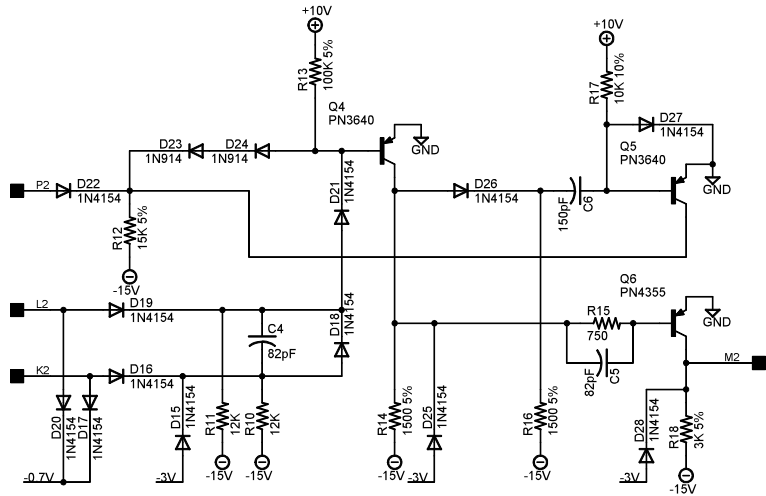 +10V
+10V
R13
100K 5%
Q4
PN3640
R17
10K 10%
D27
1N4154
D23
1N914
D24
1N914
GND
Q5
PN3640
P2
D22
1N4154
D21
1N4154
D26
1N4154
150pF
C6
GND
R12
15K 5%
-15V
Q6
PN4355
L2
D19
1N4154
C4
82pF
D18
1N4154
R15
750
GND
K2
D16
1N4154
82pF
C5
M2
D20
1N4154
D17
1N4154
D15
1N4154
R11
12K
R10
12K
R14
1500 5%
D25
1N4154
R16
1500 5%
D28
1N4154
R18
3K 5%
-0.7V
-3V
-15V
-15V
-15V
-3V
-15V
-3V
-15V